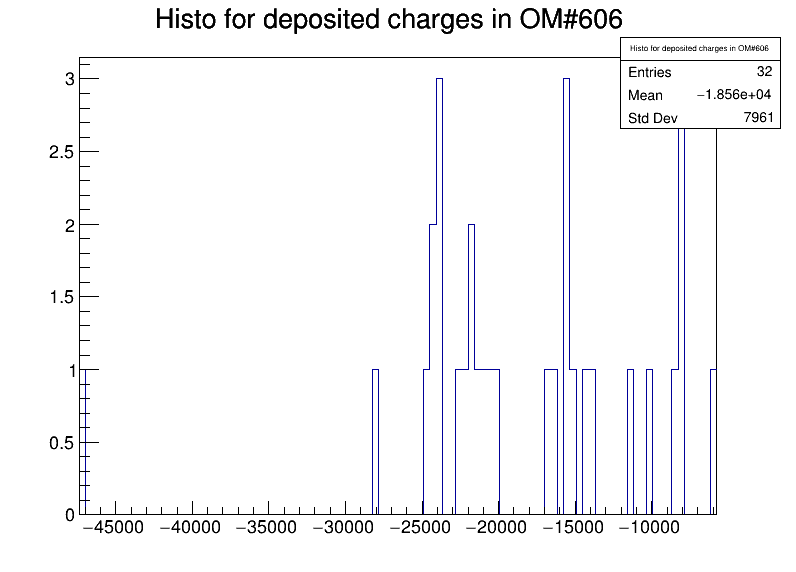 Histo for deposited charges in OM#606
Histo for deposited charges in OM#606
Entries 32
Mean −1.856e+04
Std Dev 7961
3
2.5
2
1.5
1
0.5
0
−45000 −40000 −35000 −30000 −25000 −20000 −15000 −10000